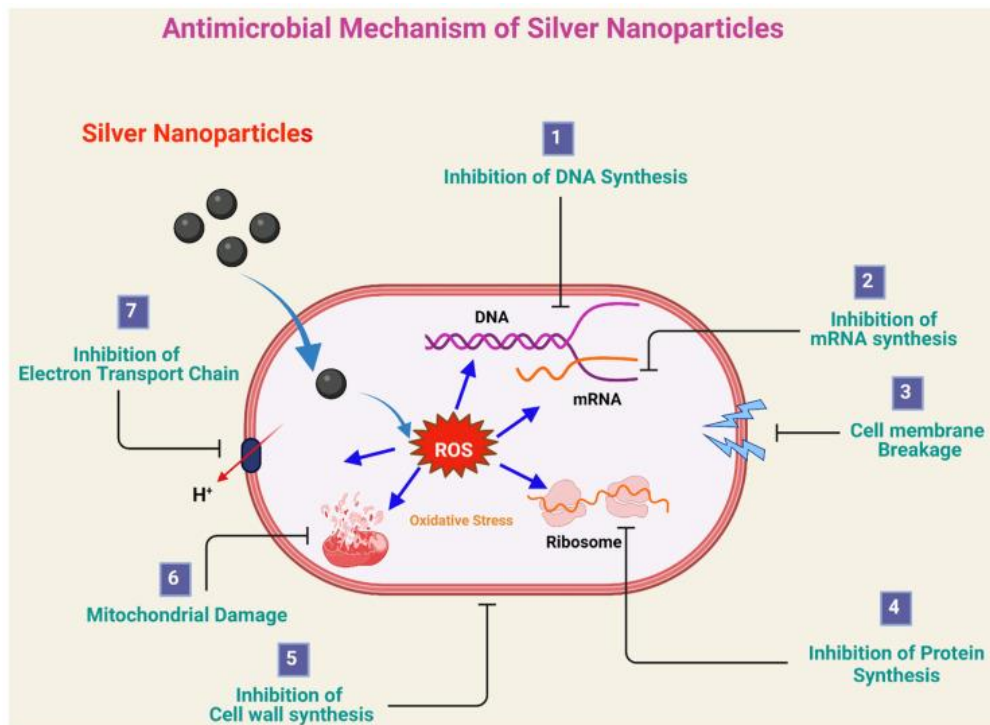 Antimicrobial Mechanism of Silver Nanoparticles
Silver Nanoparticles
1
Inhibition of DNA Synthesis
2
Inhibition of
mRNA synthesis
3
Cell membrane
Breakage
4
Inhibition of Protein
Synthesis
5
Inhibition of
Cell wall synthesis
6
Mitochondrial Damage
7
Inhibition of
Electron Transport Chain
DNA
mRNA
ROS
H⁺
Oxidative Stress
Ribosome